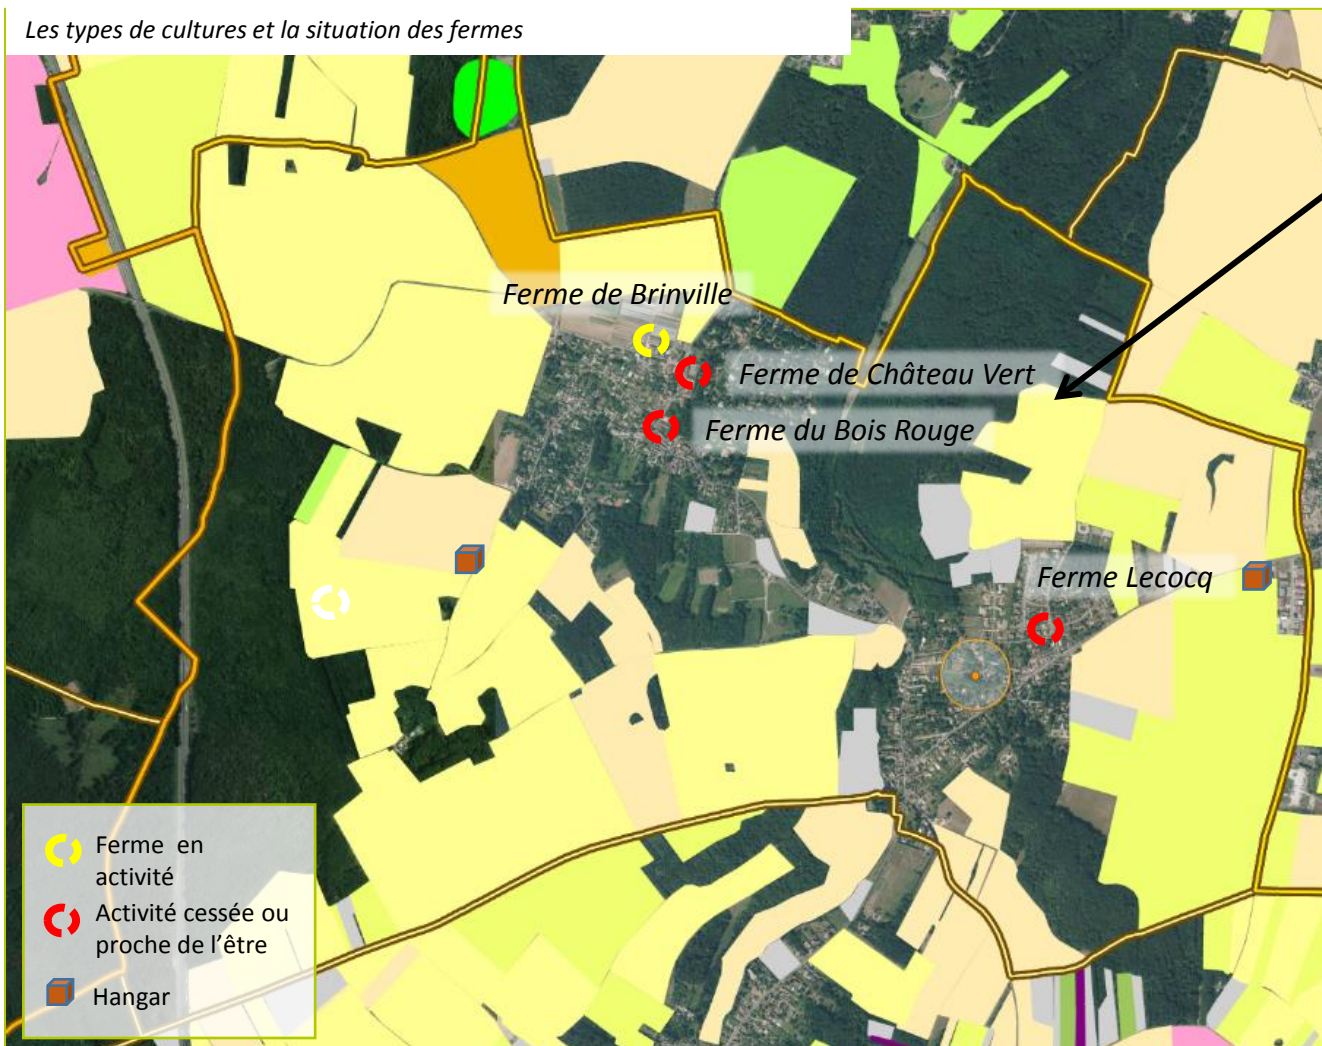 Les types de cultures et la situation des fermes
Ferme de Brinville
Ferme de Château Vert
Ferme du Bois Rouge
Ferme Lecocq
Ferme en
activité
Activité cessée ou
proche de l'être
Hangar